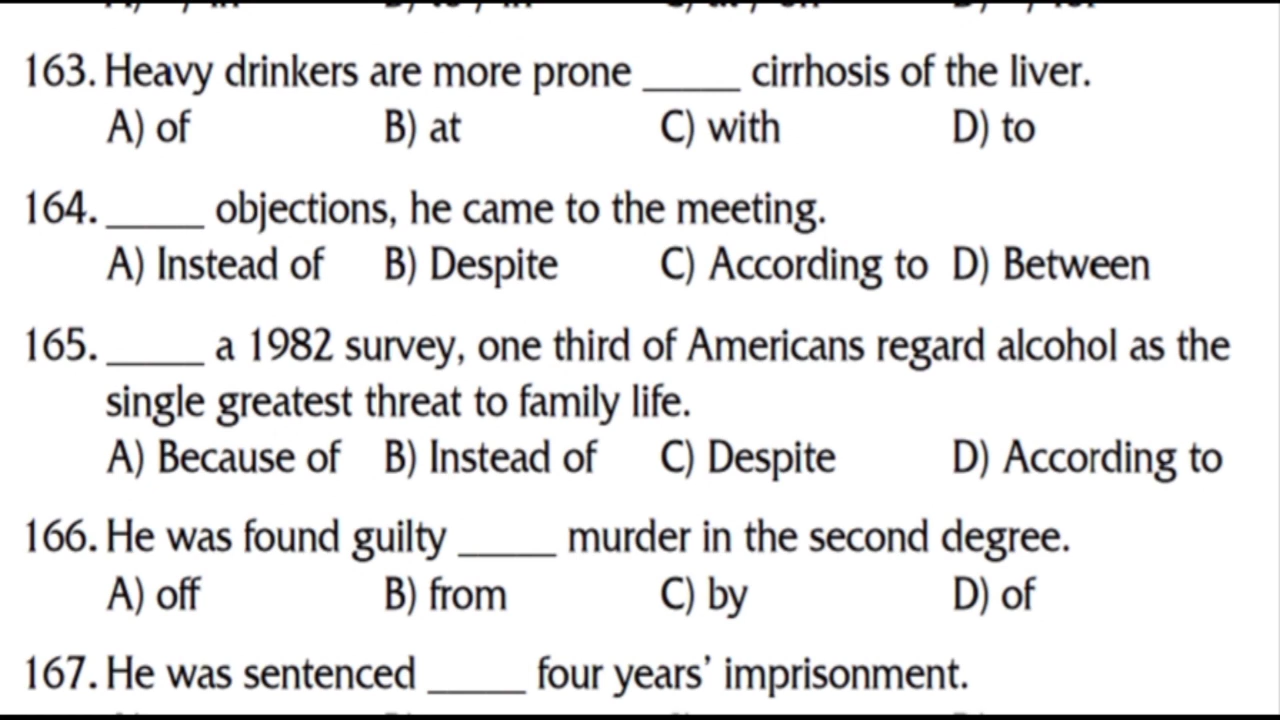 163. Heavy drinkers are more prone _____ cirrhosis of the liver.
A) of B) at C) with D) to
164. _____ objections, he came to the meeting.
A) Instead of B) Despite C) According to D) Between
165. _____ a 1982 survey, one third of Americans regard alcohol as the
single greatest threat to family life.
A) Because of B) Instead of C) Despite D) According to
166. He was found guilty _____ murder in the second degree.
A) off B) from C) by D) of
167. He was sentenced _____ four years’ imprisonment.